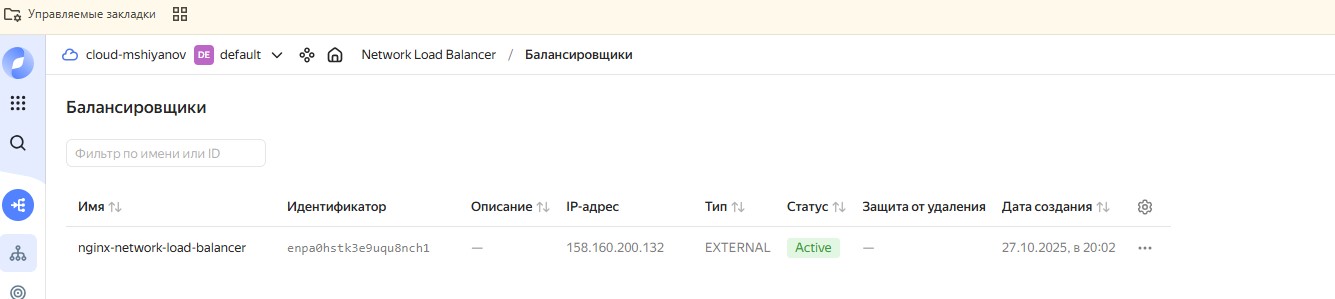 Управляемые закладки
cloud-mshiyanov DE default Network Load Balancer / Балансировщики
Балансировщики
Фильтр по имени или ID
Имя Идентификатор Описание IP-адрес Тип Статус Защита от удаления Дата создания
nginx-network-load-balancer enpa0hstk3e9uqu8nch1 — 158.160.200.132 EXTERNAL Active — 27.10.2025, в 20:02